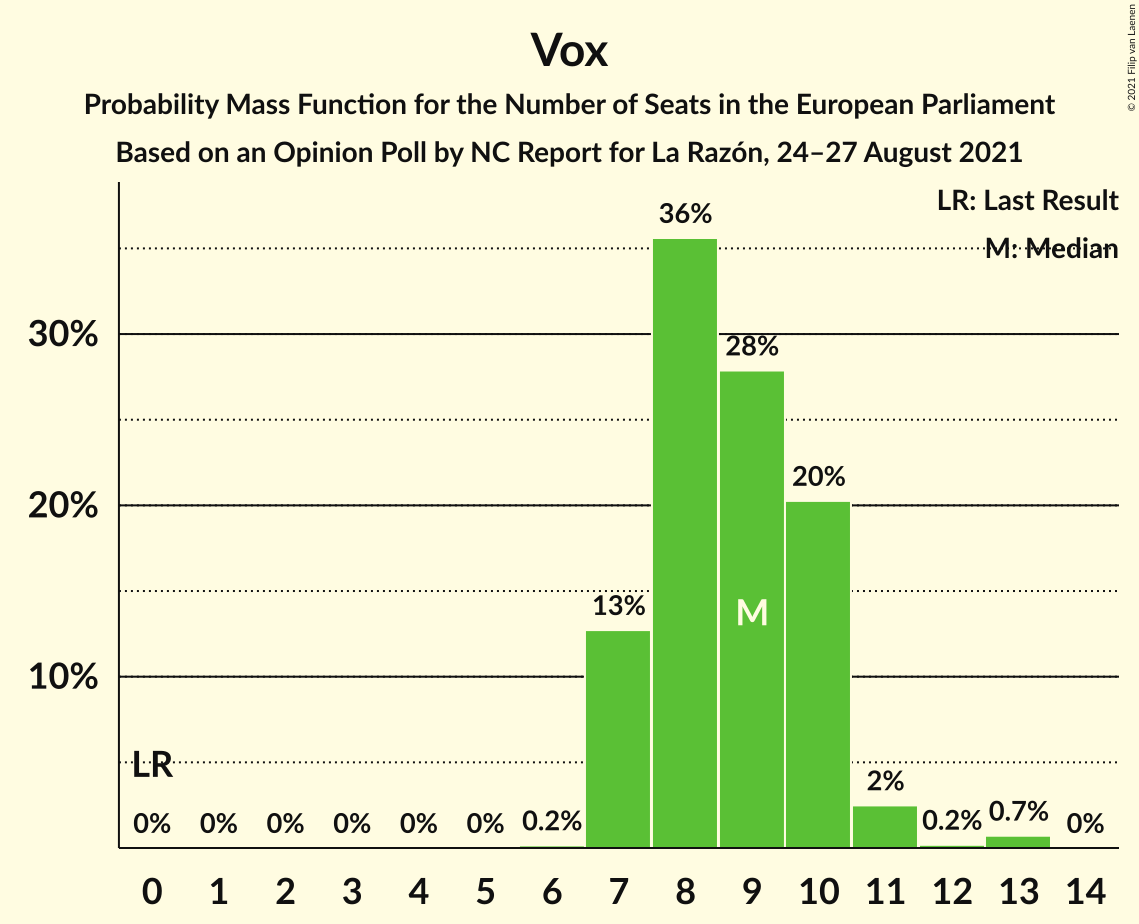 Vox
Probability Mass Function for the Number of Seats in the European Parliament
Based on an Opinion Poll by NC Report for La Razón, 24–27 August 2021
© 2021 Filip van Laenen
LR: Last Result
M: Median
36%
30%
28%
20%
20%
13%
M
10%
LR
0% 0% 0% 0% 0% 0% 0.2% 2% 0.2% 0.7% 0%
0 1 2 3 4 5 6 7 8 9 10 11 12 13 14